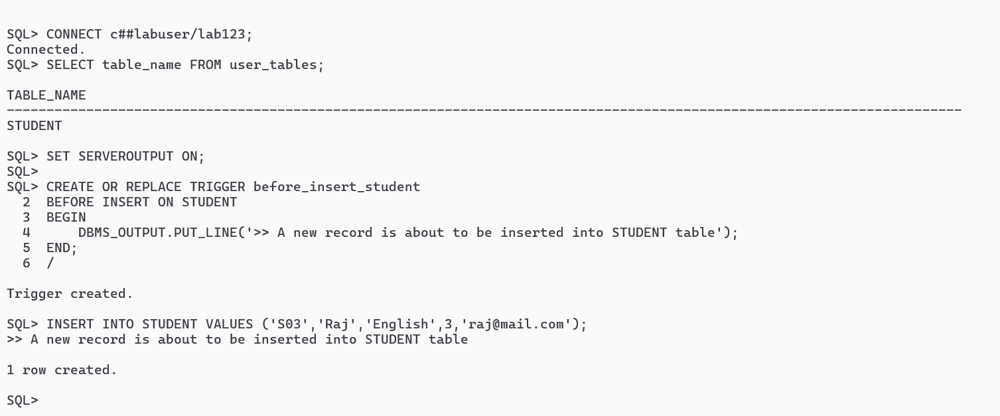 SQL> CONNECT c##labuser/lab123;
Connected.
SQL> SELECT table_name FROM user_tables;
TABLE_NAME
------------------------------------------------------------------------------------------------------------------------
STUDENT
SQL> SET SERVEROUTPUT ON;
SQL>
SQL> CREATE OR REPLACE TRIGGER before_insert_student
  2  BEFORE INSERT ON STUDENT
  3  BEGIN
  4      DBMS_OUTPUT.PUT_LINE('>> A new record is about to be inserted into STUDENT table');
  5  END;
  6  /
Trigger created.
SQL> INSERT INTO STUDENT VALUES ('S03','Raj','English',3,'raj@mail.com');
>> A new record is about to be inserted into STUDENT table
1 row created.
SQL>